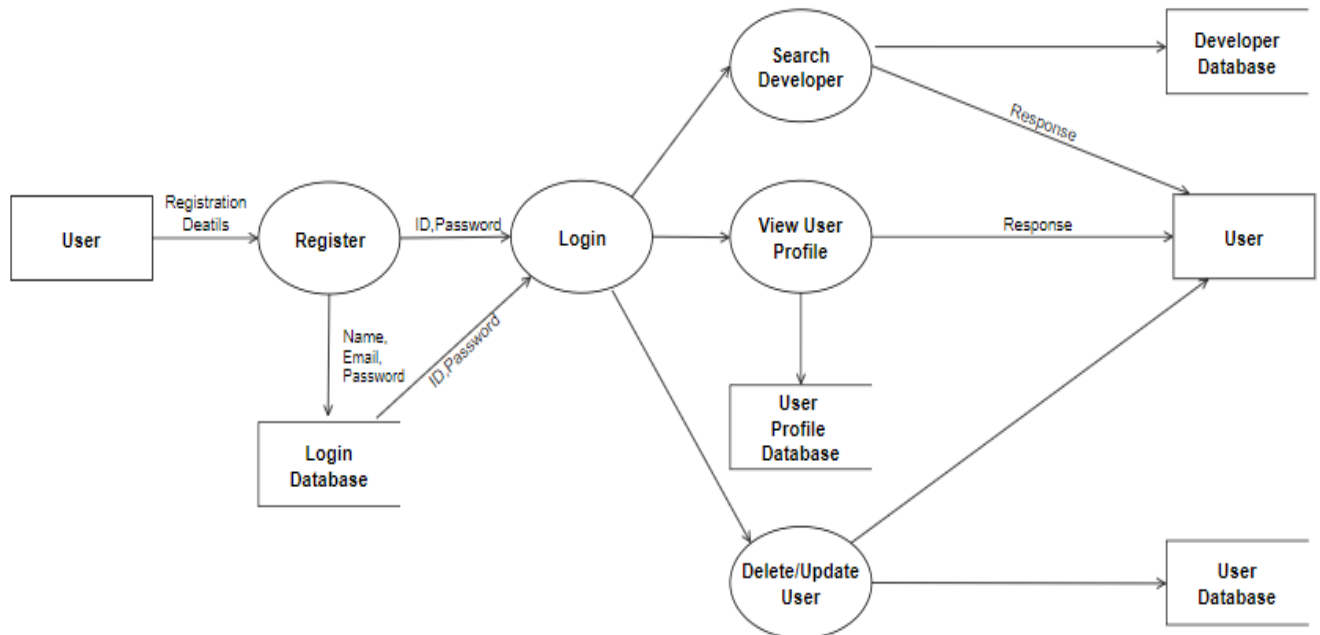 Search
Developer
Developer
Database
Response
User
Registration
Deatils
Register
ID,Password
Login
View User
Profile
Response
User
Name,
Email,
Password
ID,Password
Login
Database
User
Profile
Database
Delete/Update
User
User
Database